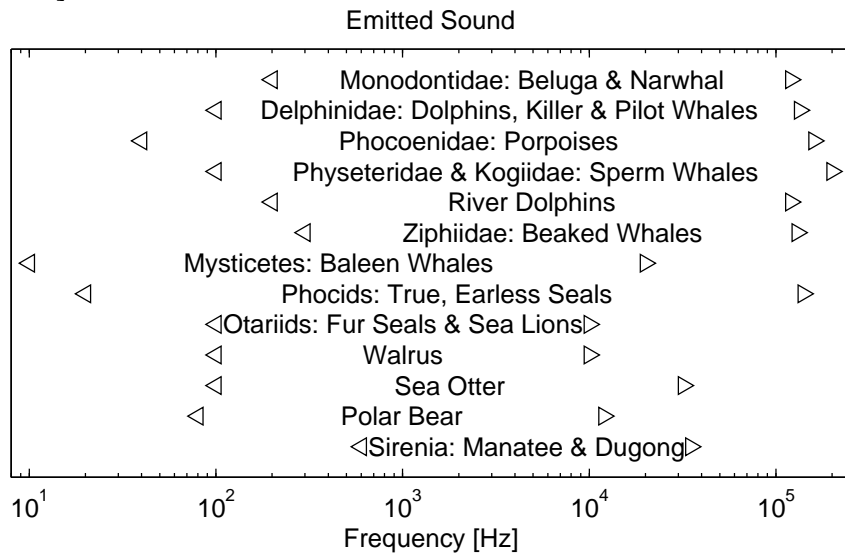 Emitted Sound
Monodontidae: Beluga & Narwhal
Delphinidae: Dolphins, Killer & Pilot Whales
Phocoenidae: Porpoises
Physeteridae & Kogiidae: Sperm Whales
River Dolphins
Ziphiidae: Beaked Whales
Mysticetes: Baleen Whales
Phocids: True, Earless Seals
Otariids: Fur Seals & Sea Lions
Walrus
Sea Otter
Polar Bear
Sirenia: Manatee & Dugong
10¹ 10² 10³ 10⁴ 10⁵
Frequency [Hz]